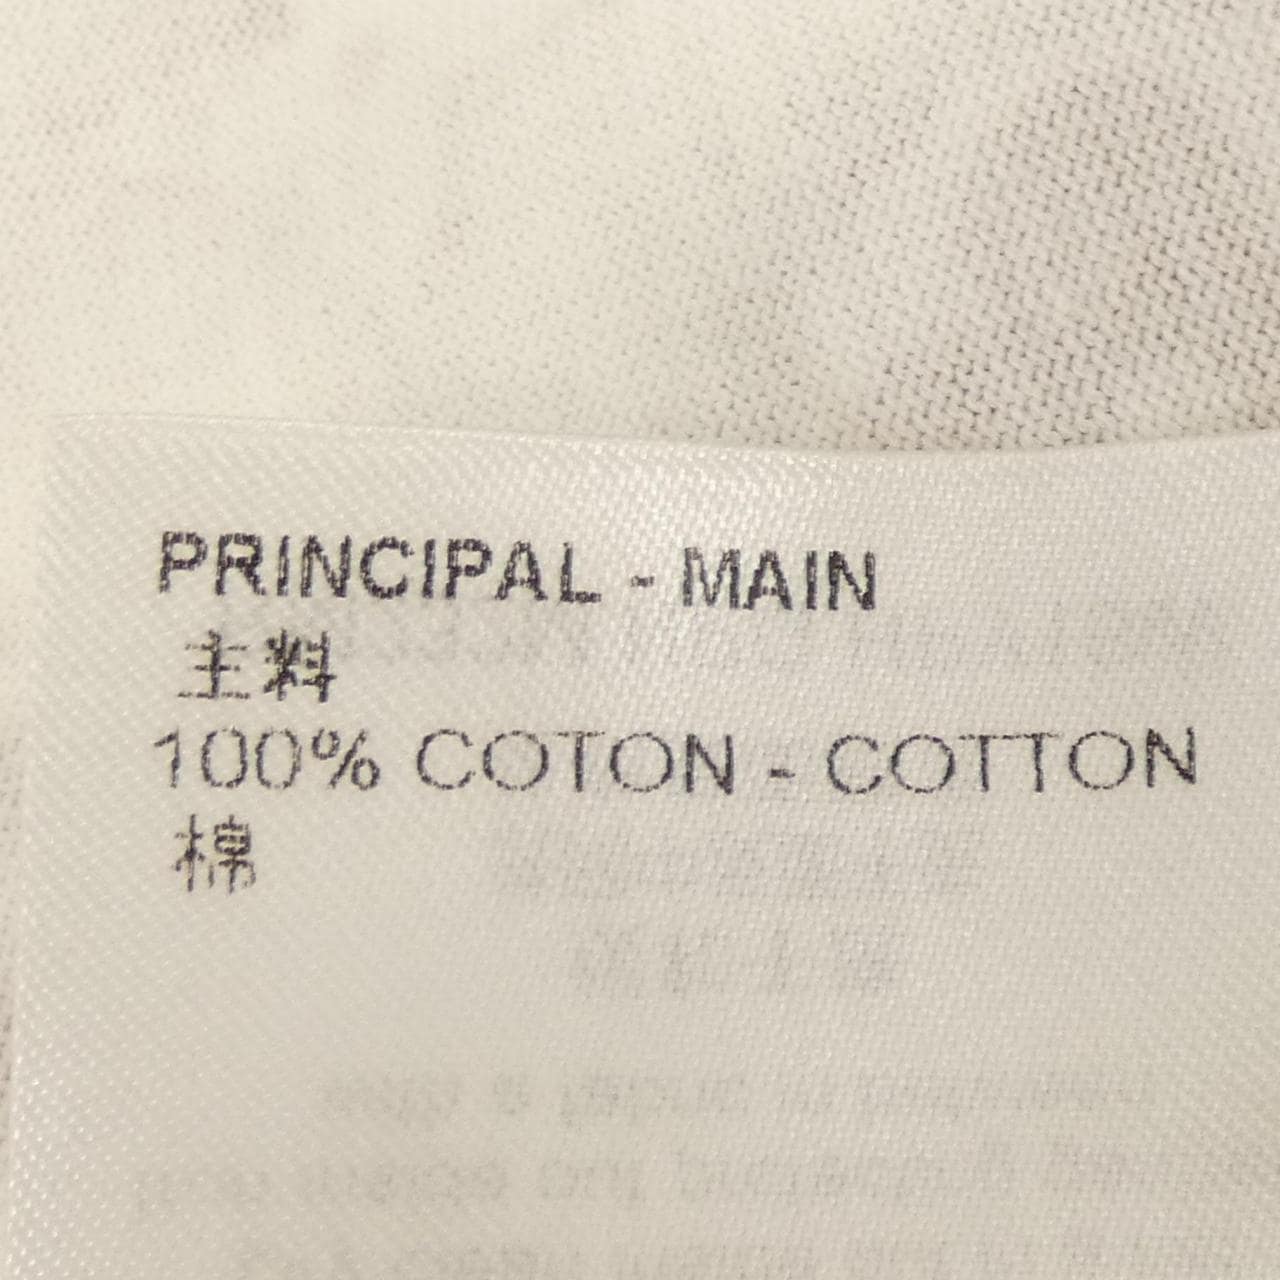 PRINCIPAL - MAIN
主料
100% COTON - COTTON
棉